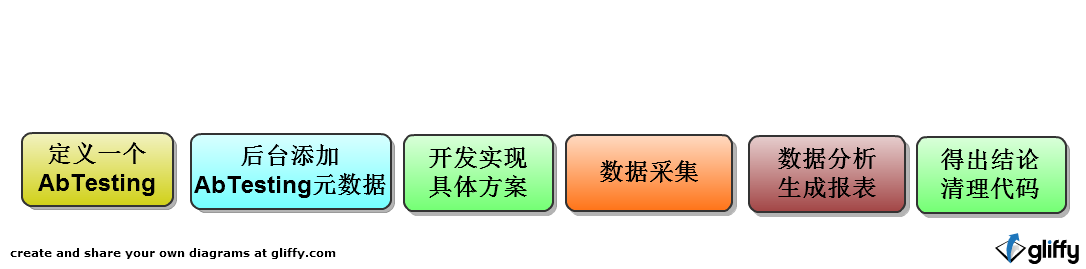 定义一个
AbTesting
后台添加
AbTesting元数据
开发实现
具体方案
数据采集
数据分析
生成报表
得出结论
清理代码
create and share your own diagrams at gliffy.com
gliffy